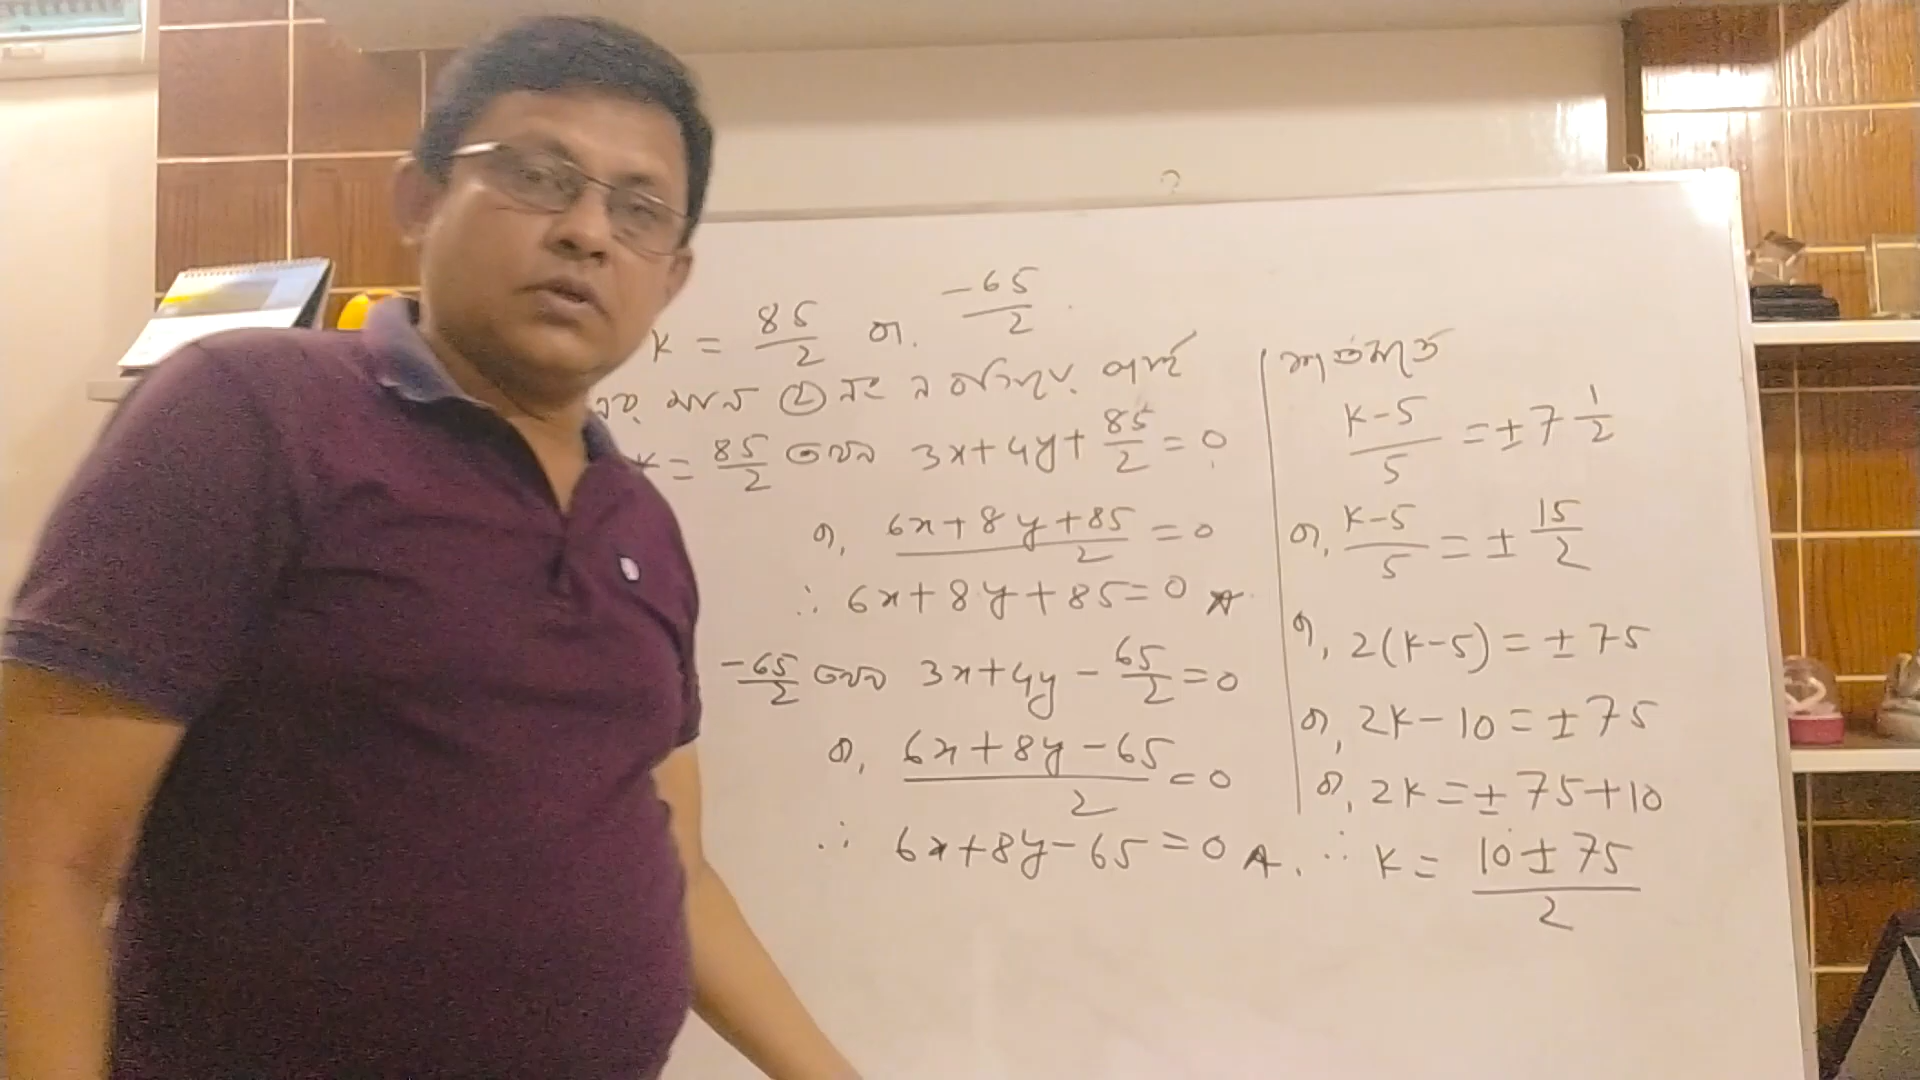 K = 85/2 বা, -65/2
মান ② নং এ বসিয়ে পাই
K = 85/2 হলে 3x+4y+ 85/2 = 0
বা, (6x+8y+85)/2 = 0
∴ 6x+8y+85=0 A
-65/2 হলে 3x+4y - 65/2 = 0
বা, (6x+8y-65)/2 = 0
∴ 6x+8y-65=0 A.
(K-5)/5 = ±7 1/2
বা, (K-5)/5 = ± 15/2
বা, 2(K-5) = ±75
বা, 2K-10 = ±75
বা, 2K = ±75+10
∴ K = (10±75)/2